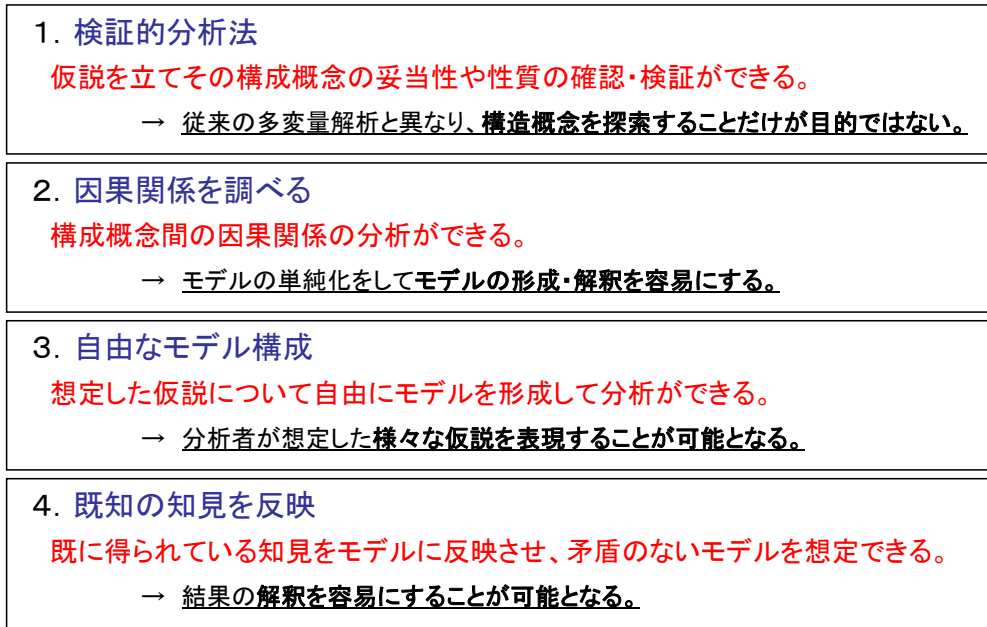 １．検証的分析法
仮説を立てその構成概念の妥当性や性質の確認・検証ができる。
→ 従来の多変量解析と異なり、構造概念を探索することだけが目的ではない。
２．因果関係を調べる
構成概念間の因果関係の分析ができる。
→ モデルの単純化をしてモデルの形成・解釈を容易にする。
３．自由なモデル構成
想定した仮説について自由にモデルを形成して分析ができる。
→ 分析者が想定した様々な仮説を表現することが可能となる。
４．既知の知見を反映
既に得られている知見をモデルに反映させ、矛盾のないモデルを想定できる。
→ 結果の解釈を容易にすることが可能となる。